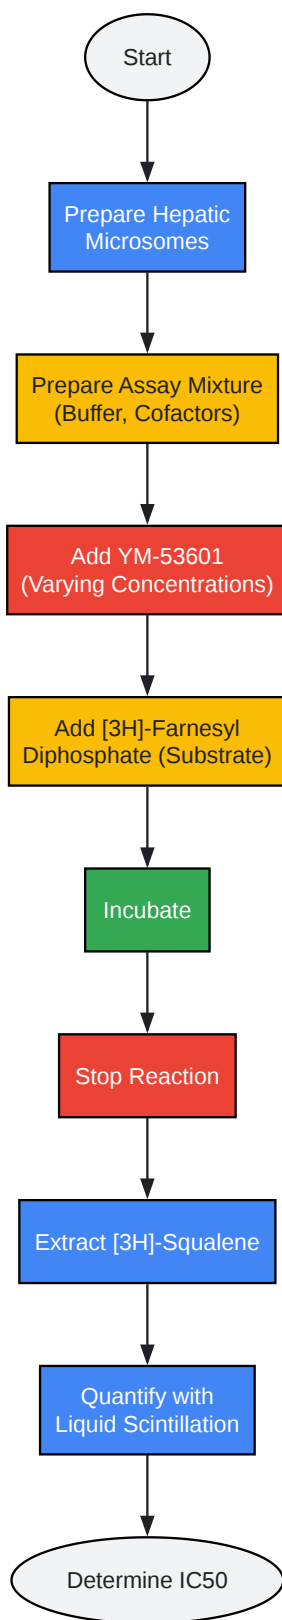 Start
Prepare Hepatic
Microsomes
Prepare Assay Mixture
(Buffer, Cofactors)
Add YM-53601
(Varying Concentrations)
Add [3H]-Farnesyl
Diphosphate (Substrate)
Incubate
Stop Reaction
Extract [3H]-Squalene
Quantify with
Liquid Scintillation
Determine IC50